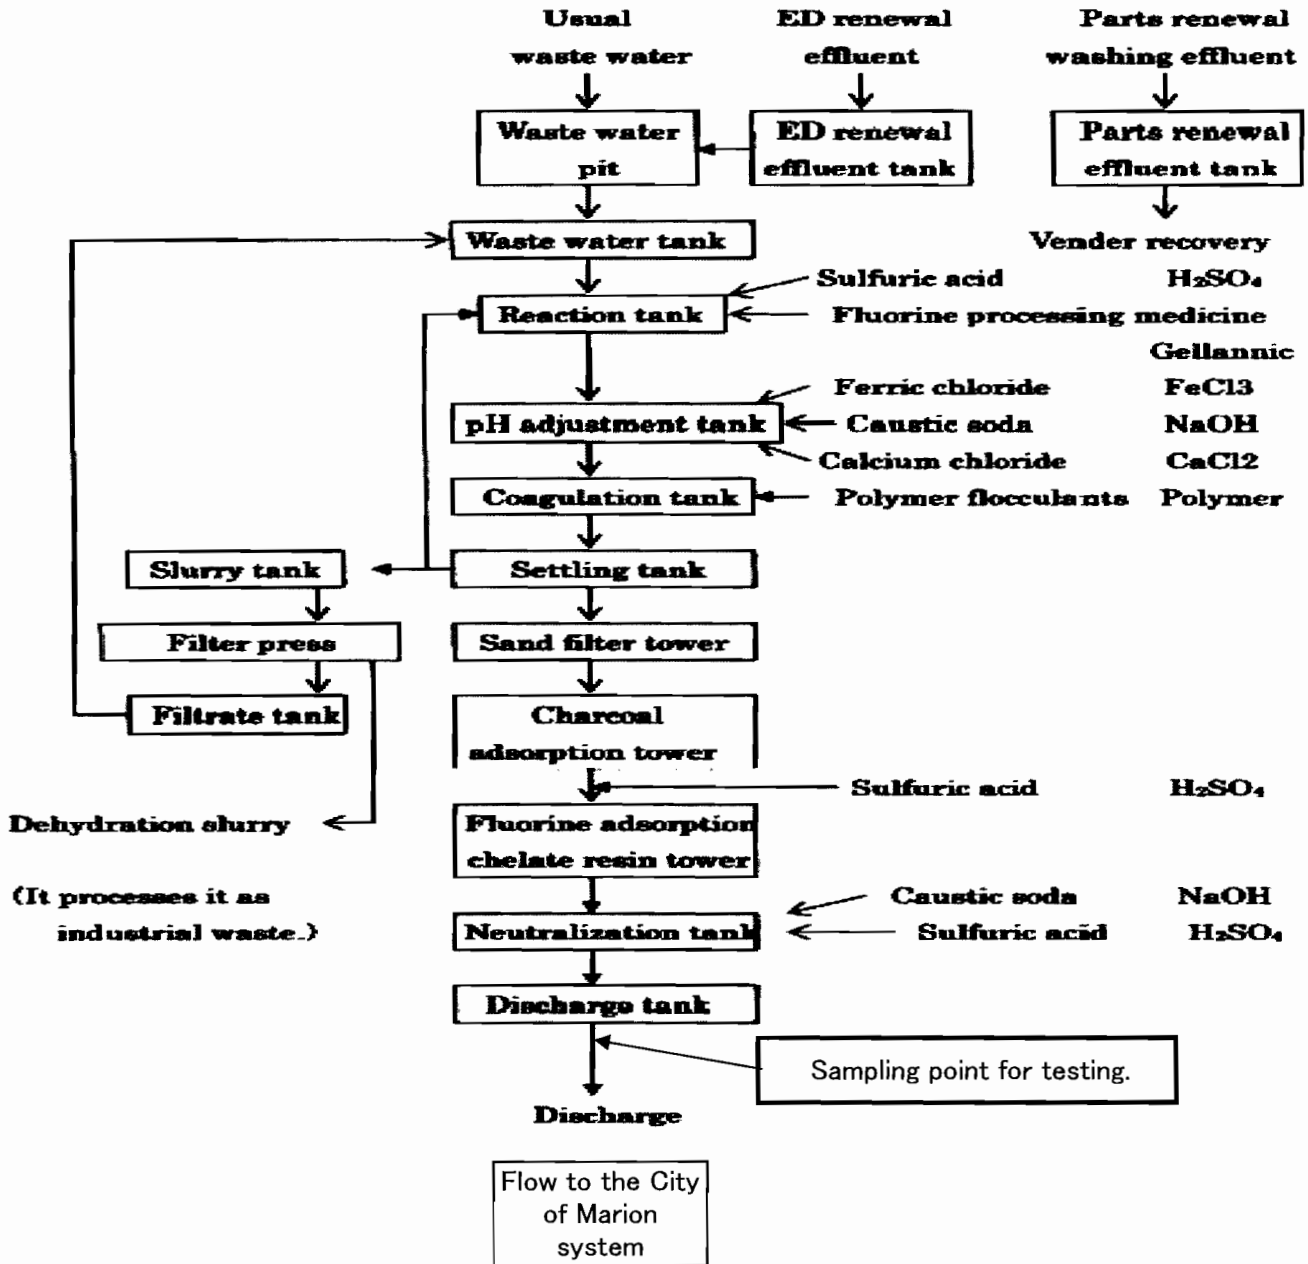 Usual ED renewal Parts renewal
waste water effluent washing effluent
Waste water ED renewal Parts renewal
pit effluent tank effluent tank
Waste water tank Vender recovery
Sulfuric acid H₂SO₄
Reaction tank Fluorine processing medicine
Gellannic
Ferric chloride FeCl3
pH adjustment tank Caustic soda NaOH
Calcium chloride CaCl2
Coagulation tank Polymer flocculants Polymer
Slurry tank Settling tank
Filter press Sand filter tower
Filtrate tank Charcoal
adsorption tower
Sulfuric acid H₂SO₄
Dehydration slurry Fluorine adsorption
chelate resin tower
(It processes it as Caustic soda NaOH
industrial waste.) Neutralization tank Sulfuric acid H₂SO₄
Discharge tank
Sampling point for testing.
Discharge
Flow to the City
of Marion
system